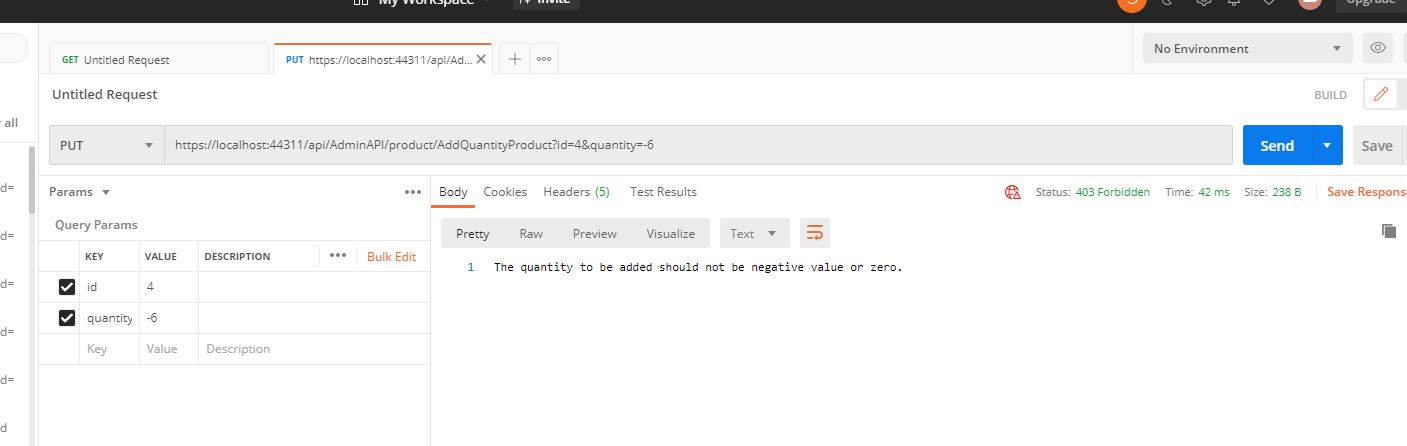 My Workspace
Invite
Upgrade
GET Untitled Request
PUT https://localhost:44311/api/Ad...
No Environment
Untitled Request
BUILD
all
PUT
https://localhost:44311/api/AdminAPI/product/AddQuantityProduct?id=4&quantity=-6
Send
Save
d=
Params
Body
Cookies
Headers (5)
Test Results
Status: 403 Forbidden
Time: 42 ms
Size: 238 B
Save Respons
Query Params
d=
Pretty
Raw
Preview
Visualize
Text
KEY
VALUE
DESCRIPTION
Bulk Edit
1 The quantity to be added should not be negative value or zero.
d=
id
4
quantity
-6
d=
Key
Value
Description
d=
d